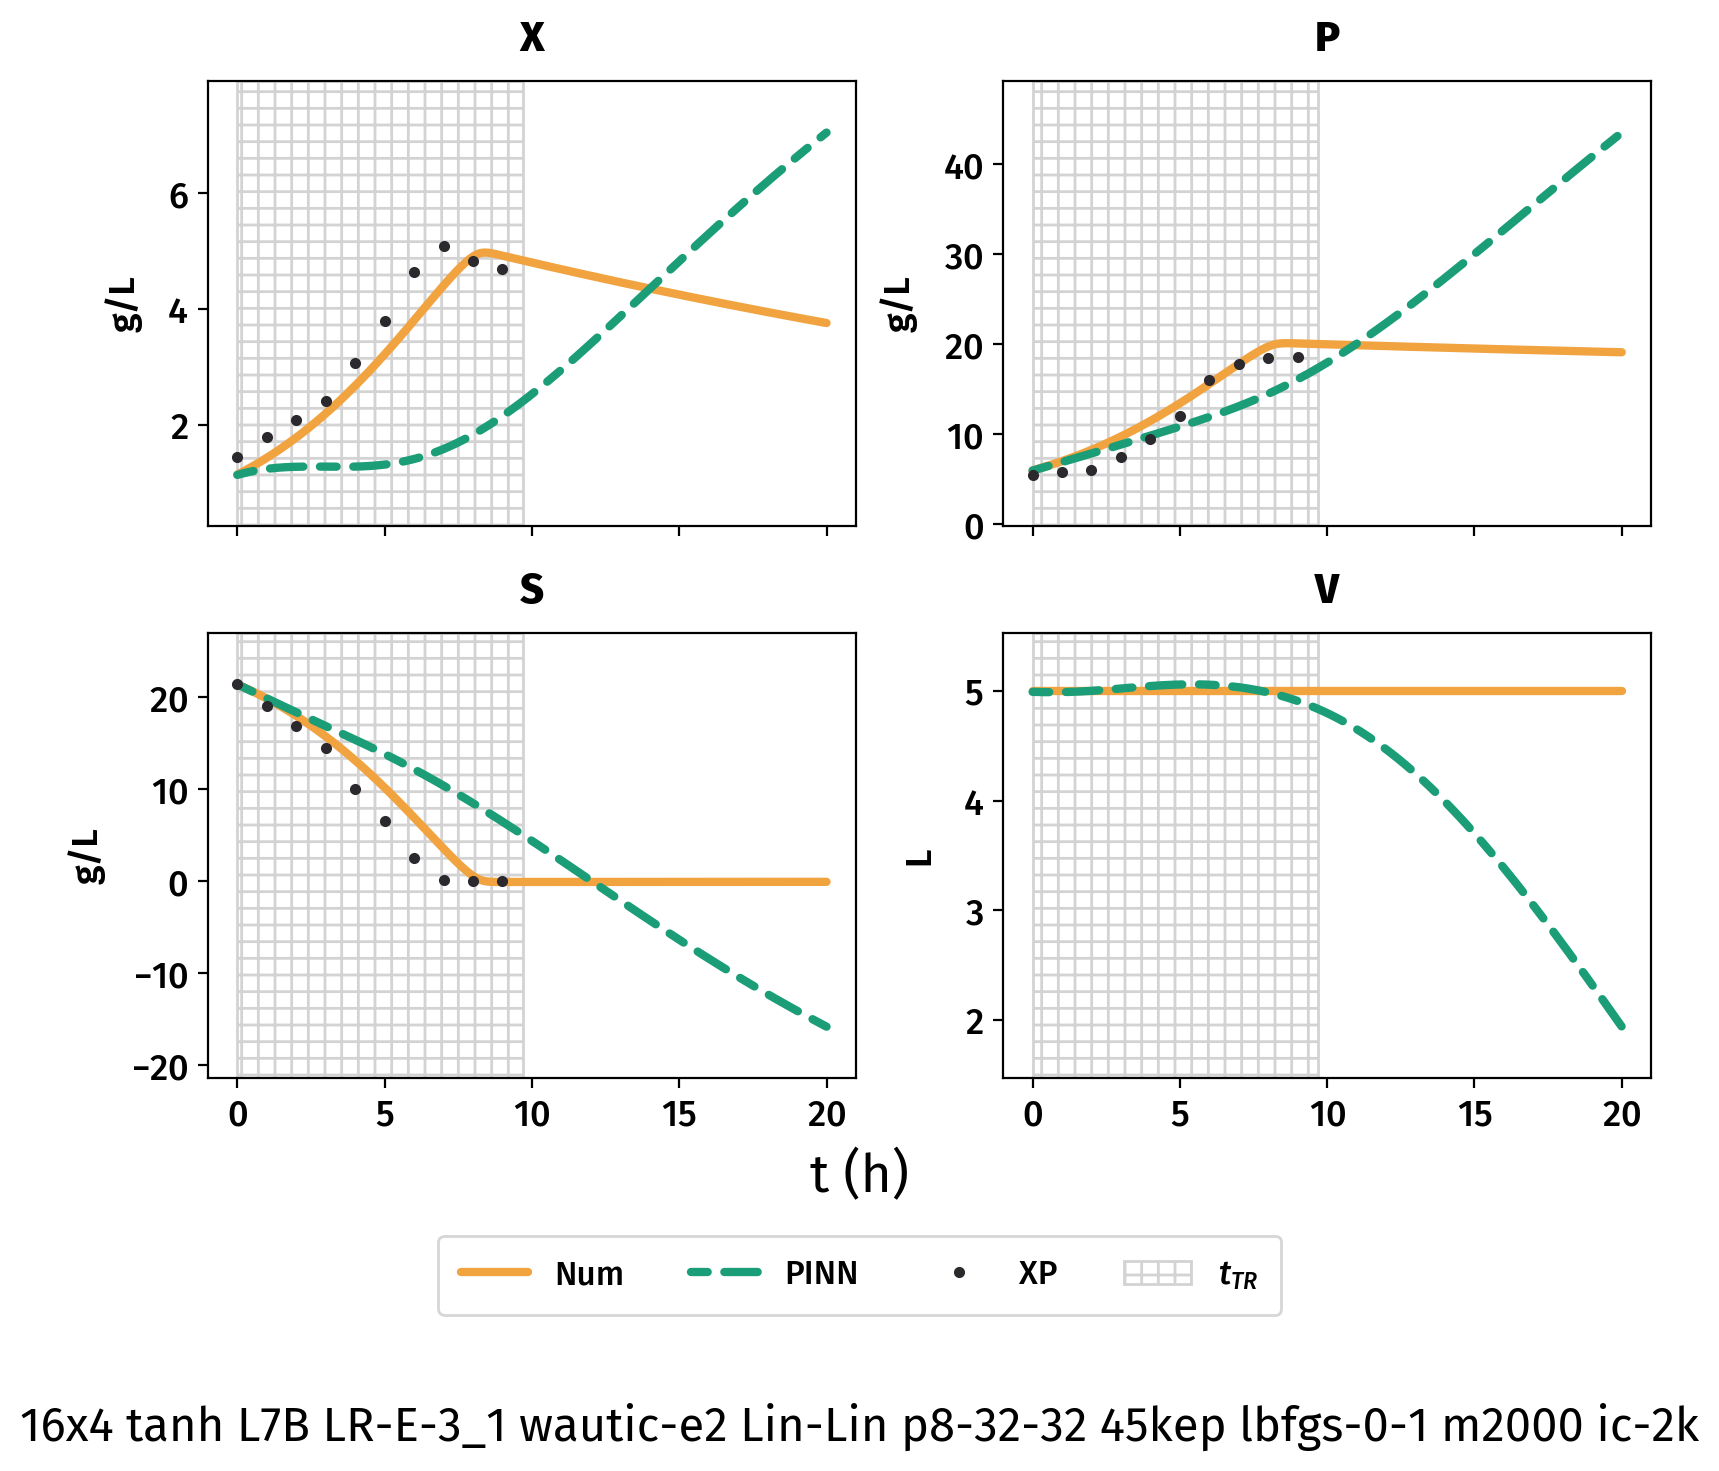 X
P
g/L
6
4
2
g/L
40
30
20
10
0
S
V
g/L
20
10
0
−10
−20
L
5
4
3
2
0 5 10 15 20
0 5 10 15 20
t (h)
Num PINN XP t_TR
16x4 tanh L7B LR-E-3_1 wautic-e2 Lin-Lin p8-32-32 45kep lbfgs-0-1 m2000 ic-2k